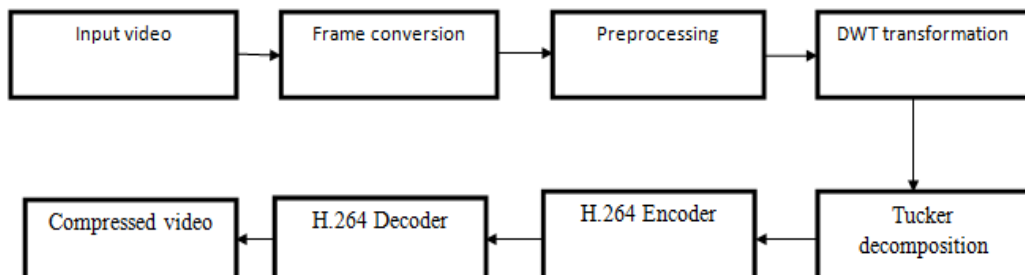 Input video
Frame conversion
Preprocessing
DWT transformation
Tucker
decomposition
H.264 Encoder
H.264 Decoder
Compressed video